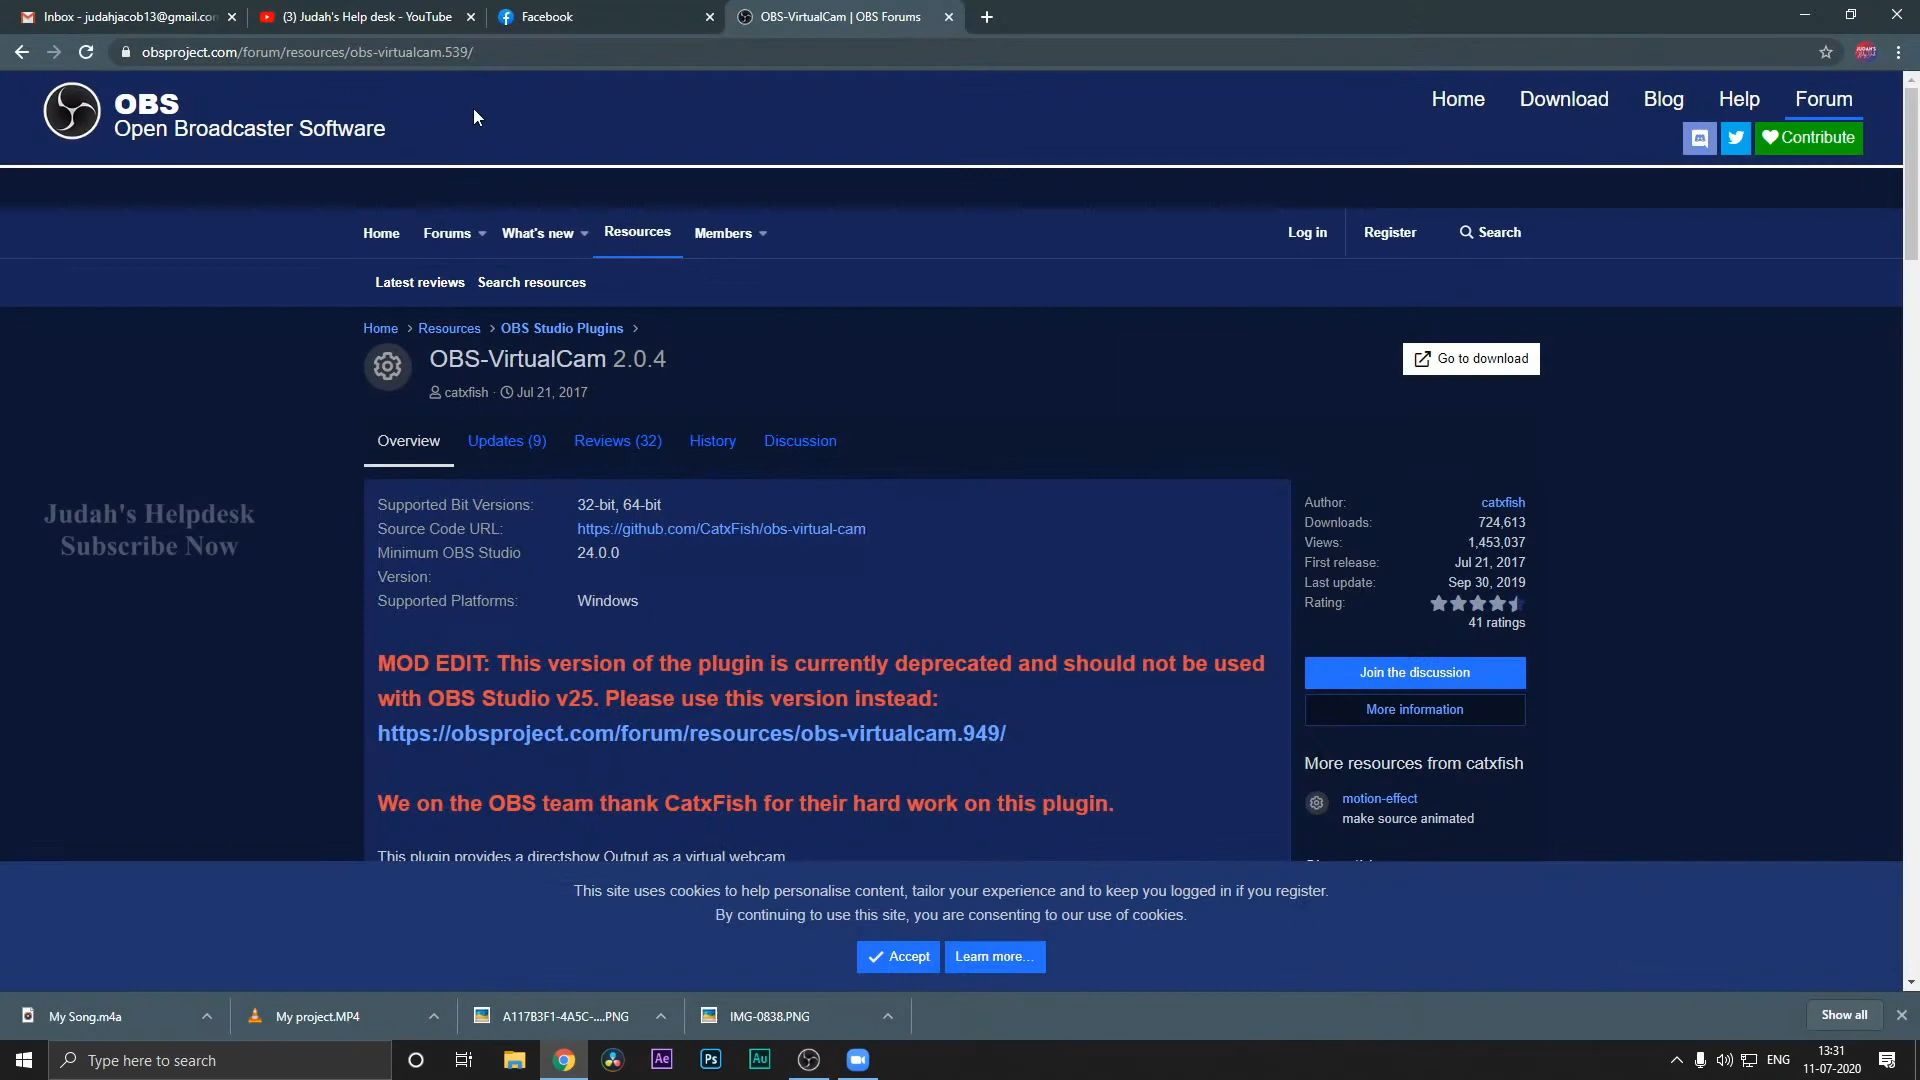 Inbox - judahjacob13@gmail.con
(3) Judah's Help desk - YouTube
Facebook
OBS-VirtualCam | OBS Forums
obsproject.com/forum/resources/obs-virtualcam.539/
OBS
Open Broadcaster Software
Home Download Blog Help Forum
Contribute
Home Forums What's new Resources Members Log in Register Search
Latest reviews Search resources
Home > Resources > OBS Studio Plugins >
OBS-VirtualCam 2.0.4
Go to download
catxfish · Jul 21, 2017
Overview Updates (9) Reviews (32) History Discussion
Judah's Helpdesk
Subscribe Now
Supported Bit Versions: 32-bit, 64-bit
Source Code URL: https://github.com/CatxFish/obs-virtual-cam
Minimum OBS Studio 24.0.0
Version:
Supported Platforms: Windows
MOD EDIT: This version of the plugin is currently deprecated and should not be used
with OBS Studio v25. Please use this version instead:
https://obsproject.com/forum/resources/obs-virtualcam.949/
We on the OBS team thank CatxFish for their hard work on this plugin.
This plugin provides a directshow Output as a virtual webcam
Author: catxfish
Downloads: 724,613
Views: 1,453,037
First release: Jul 21, 2017
Last update: Sep 30, 2019
Rating:
41 ratings
Join the discussion
More information
More resources from catxfish
motion-effect
make source animated
This site uses cookies to help personalise content, tailor your experience and to keep you logged in if you register.
By continuing to use this site, you are consenting to our use of cookies.
Accept Learn more...
My Song.m4a
My project.MP4
A117B3F1-4A5C-....PNG
IMG-0838.PNG
Show all
Type here to search
Ae
Ps
Au
ENG
13:31
11-07-2020